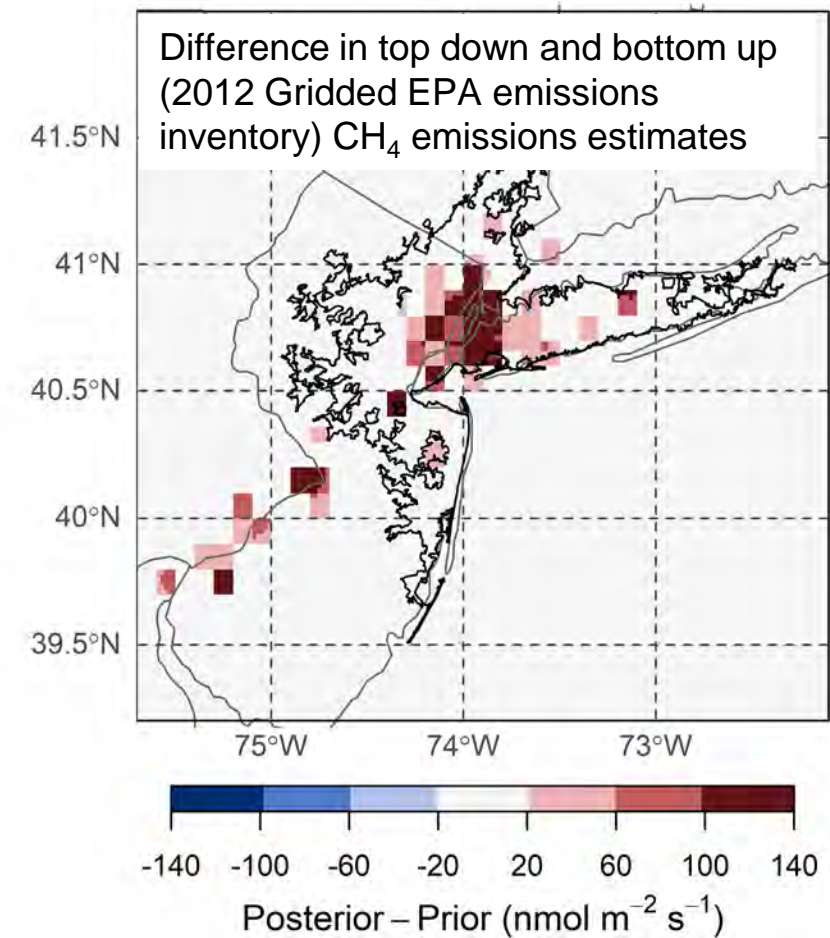 Difference in top down and bottom up
(2012 Gridded EPA emissions
inventory) CH₄ emissions estimates
41.5°N
41°N
40.5°N
40°N
39.5°N
75°W 74°W 73°W
-140 -100 -60 -20 20 60 100 140
Posterior – Prior (nmol m⁻² s⁻¹)